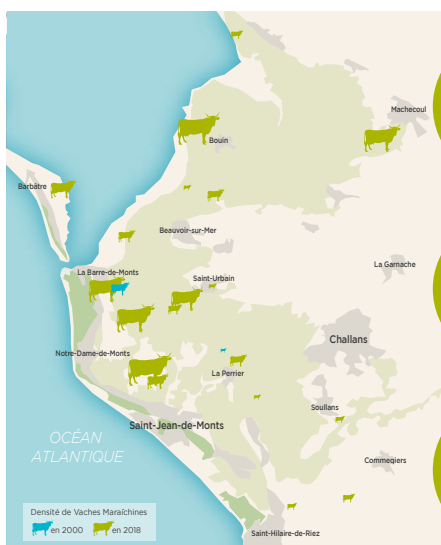 Machecoul
Bouin
Barbâtre
Beauvoir-sur-Mer
La Barre-de-Monts
La Garnache
Saint-Urbain
Challans
Notre-Dame-de-Monts
La Perrier
Soullans
Saint-Jean-de-Monts
OCÉAN
ATLANTIQUE
Commeqiers
Densité de Vaches Maraîchines
en 2000 en 2018
Saint-Hilaire-de-Riez